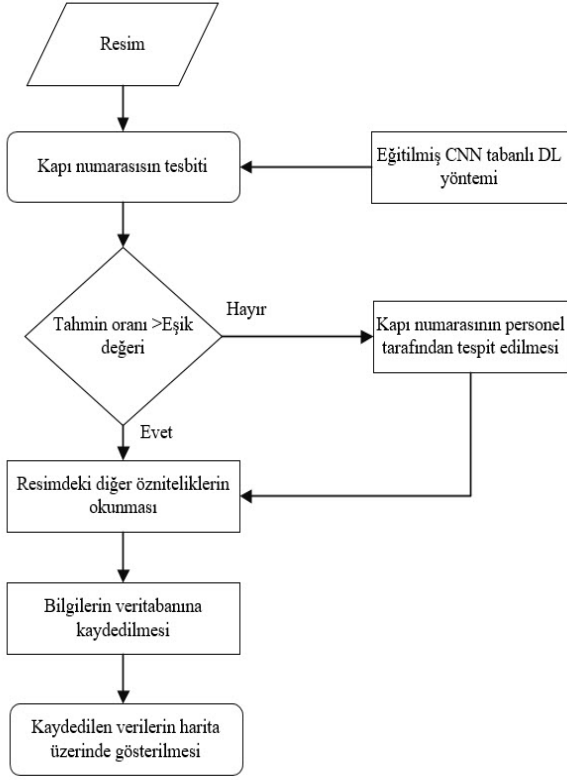 Resim
Kapı numarasısın tesbiti
Eğitilmiş CNN tabanlı DL
yöntemi
Tahmin oranı >Eşik
değeri
Hayır
Kapı numarasının personel
tarafından tespit edilmesi
Evet
Resimdeki diğer özniteliklerin
okunması
Bilgilerin veritabanına
kaydedilmesi
Kaydedilen verilerin harita
üzerinde gösterilmesi